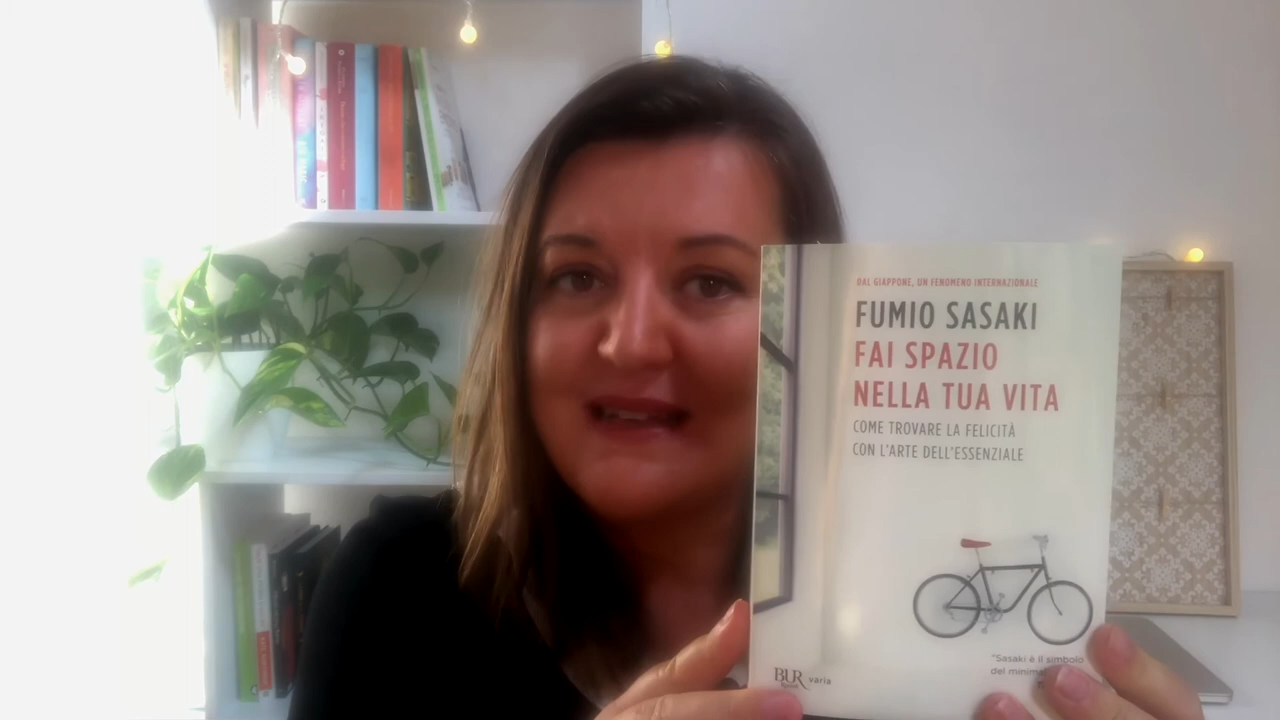 DAL GIAPPONE, UN FENOMENO INTERNAZIONALE
FUMIO SASAKI
FAI SPAZIO
NELLA TUA VITA
COME TROVARE LA FELICITÀ
CON L'ARTE DELL'ESSENZIALE
"Sasaki è il simbolo
del
BUR varia